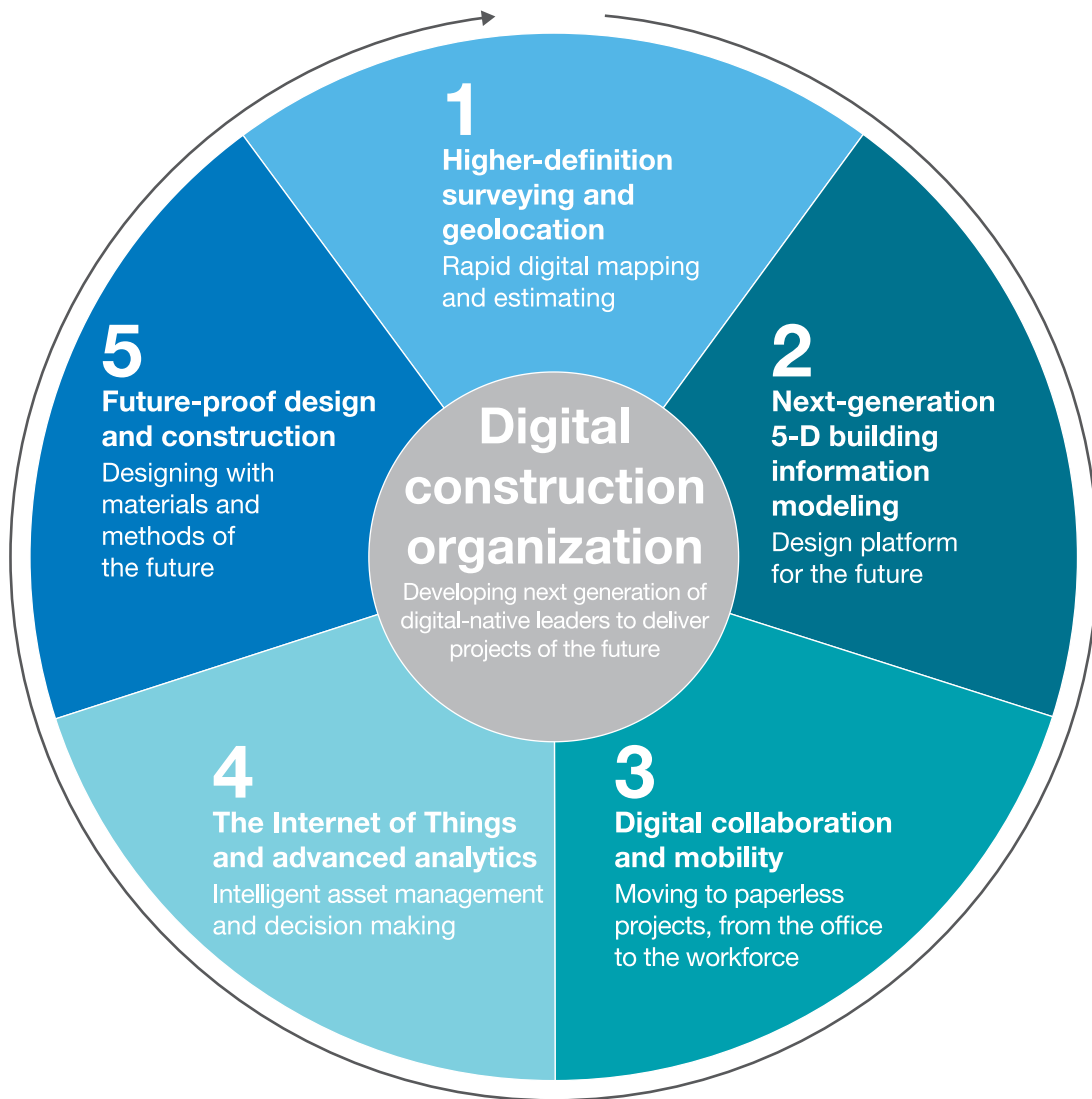 1
Higher-definition
surveying and
geolocation
Rapid digital mapping
and estimating
2
Next-generation
5-D building
information
modeling
Design platform
for the future
3
Digital collaboration
and mobility
Moving to paperless
projects, from the office
to the workforce
4
The Internet of Things
and advanced analytics
Intelligent asset management
and decision making
5
Future-proof design
and construction
Designing with
materials and
methods of
the future
Digital
construction
organization
Developing next generation of
digital-native leaders to deliver
projects of the future